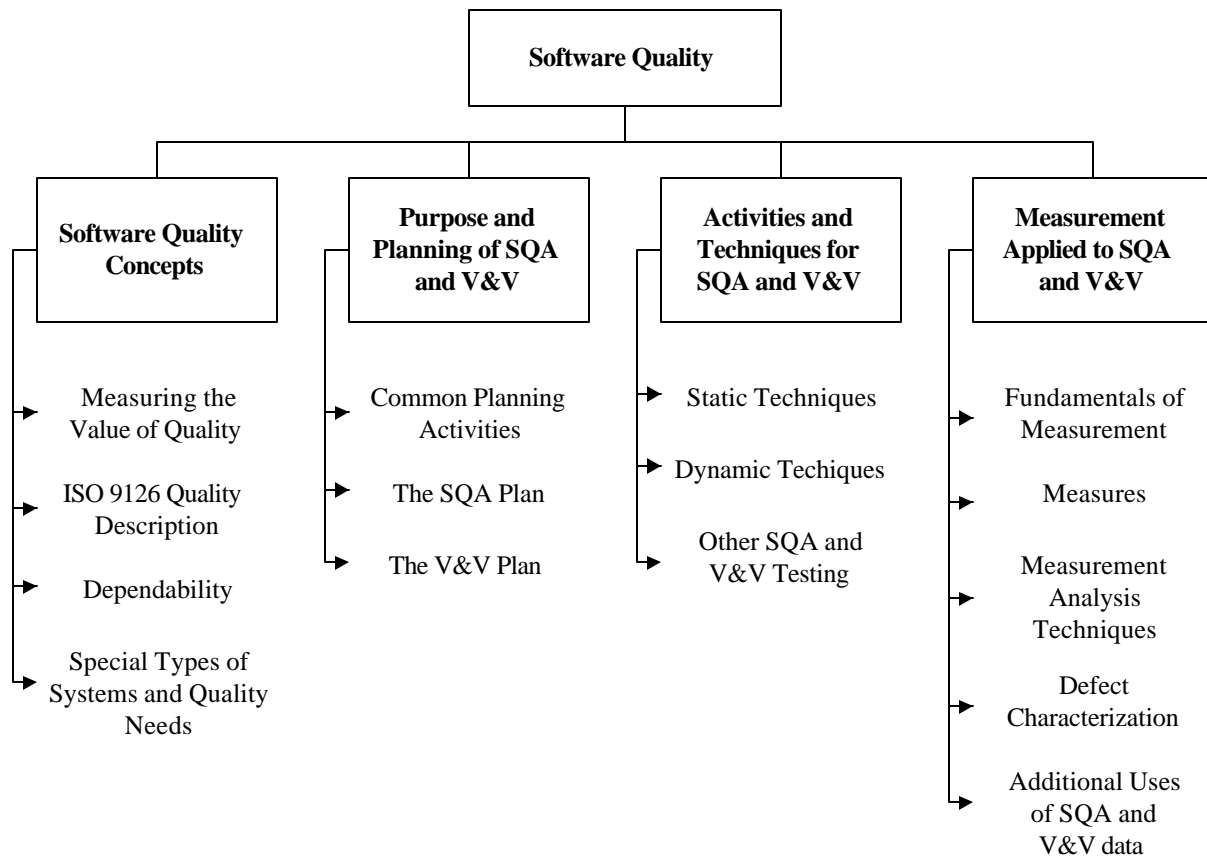 Software Quality
Software Quality
Concepts
Measuring the
Value of Quality
ISO 9126 Quality
Description
Dependability
Special Types of
Systems and Quality
Needs
Purpose and
Planning of SQA
and V&V
Common Planning
Activities
The SQA Plan
The V&V Plan
Activities and
Techniques for
SQA and V&V
Static Techniques
Dynamic Techiques
Other SQA and
V&V Testing
Measurement
Applied to SQA
and V&V
Fundamentals of
Measurement
Measures
Measurement
Analysis
Techniques
Defect
Characterization
Additional Uses
of SQA and
V&V data